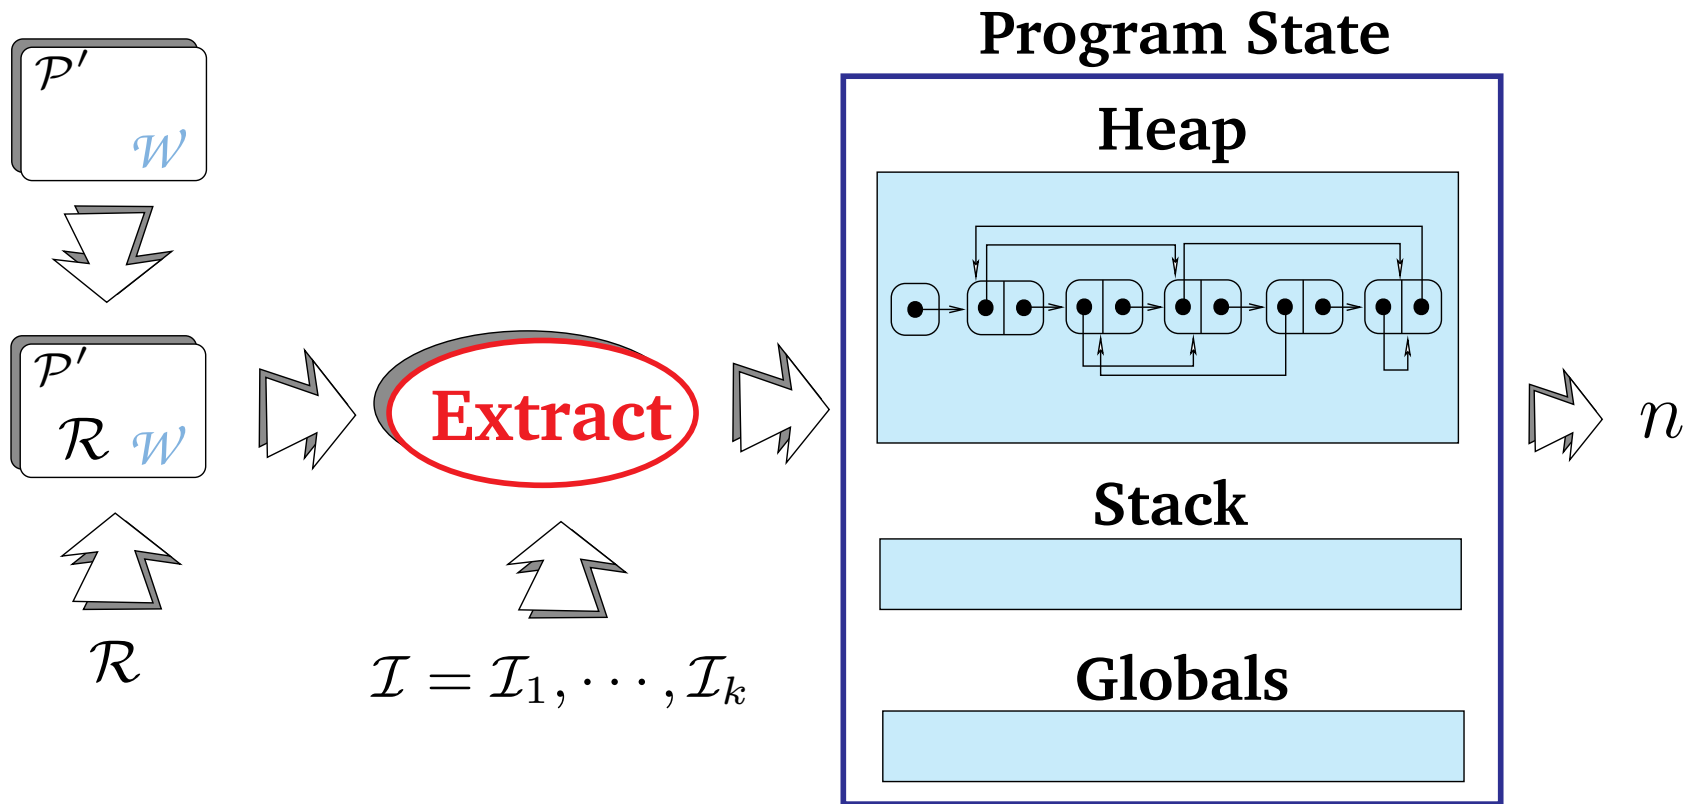 𝒫′
𝒲
𝒫′
ℛ 𝒲
ℛ
Extract
ℐ = ℐ₁, ⋯, ℐₖ
Program State
Heap
Stack
Globals
n